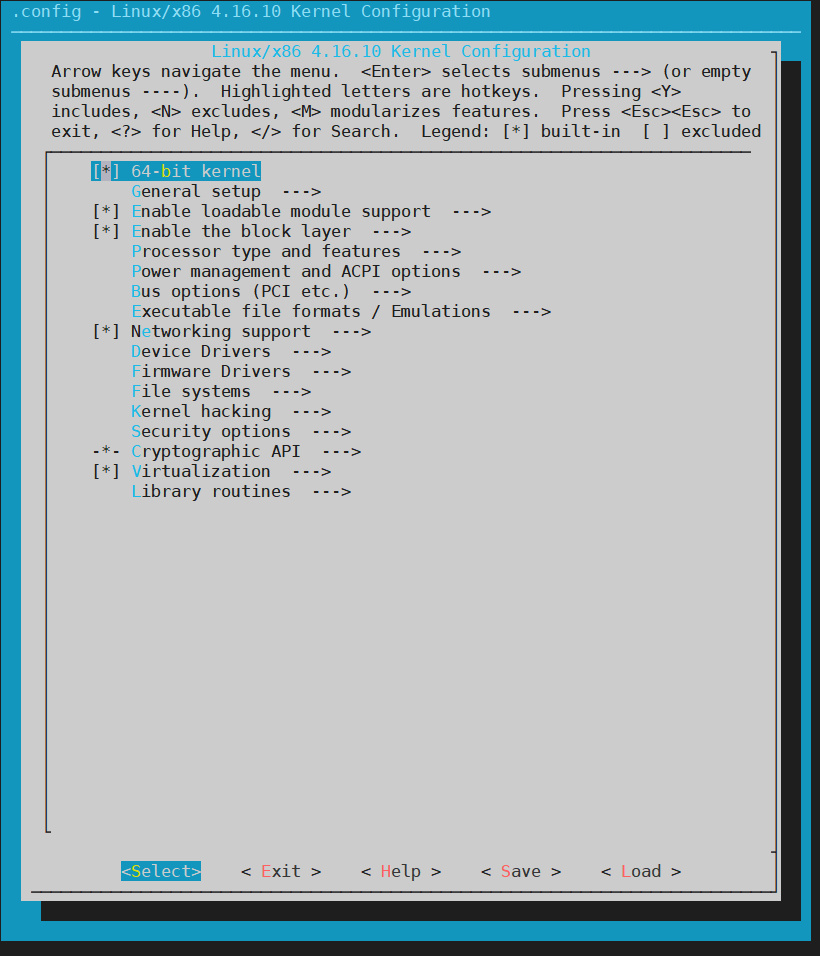 .config - Linux/x86 4.16.10 Kernel Configuration
Linux/x86 4.16.10 Kernel Configuration
Arrow keys navigate the menu.  <Enter> selects submenus ---> (or empty
submenus ----).  Highlighted letters are hotkeys.  Pressing <Y>
includes, <N> excludes, <M> modularizes features.  Press <Esc><Esc> to
exit, <?> for Help, </> for Search.  Legend: [*] built-in  [ ] excluded
[*] 64-bit kernel
General setup  --->
[*] Enable loadable module support  --->
[*] Enable the block layer  --->
Processor type and features  --->
Power management and ACPI options  --->
Bus options (PCI etc.)  --->
Executable file formats / Emulations  --->
[*] Networking support  --->
Device Drivers  --->
Firmware Drivers  --->
File systems  --->
Kernel hacking  --->
Security options  --->
-*- Cryptographic API  --->
[*] Virtualization  --->
Library routines  --->
<Select>    < Exit >    < Help >    < Save >    < Load >